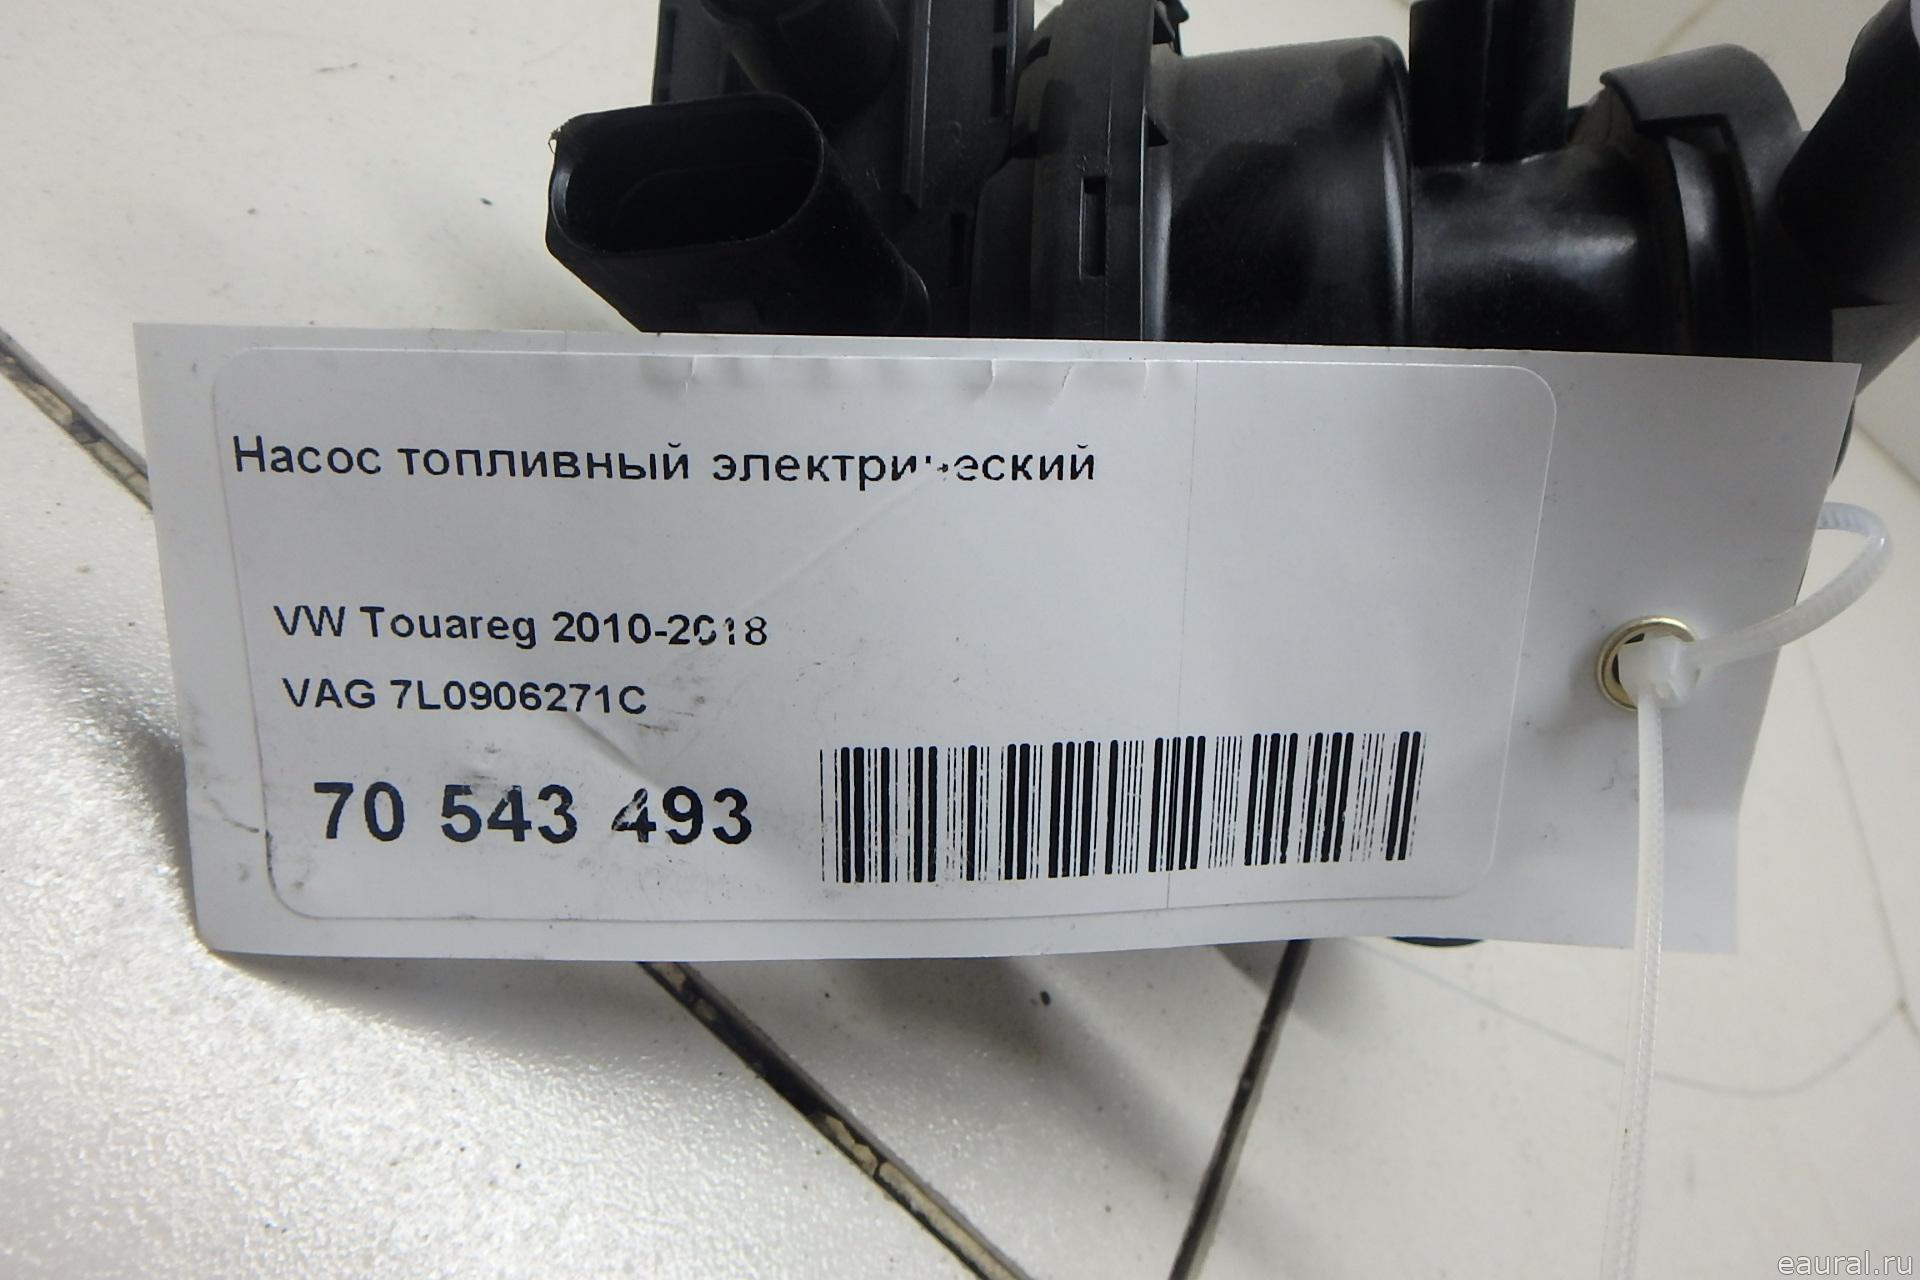 Насос топливный электрический
VW Touareg 2010-2018
VAG 7L0906271C
70 543 493
eaural.ru